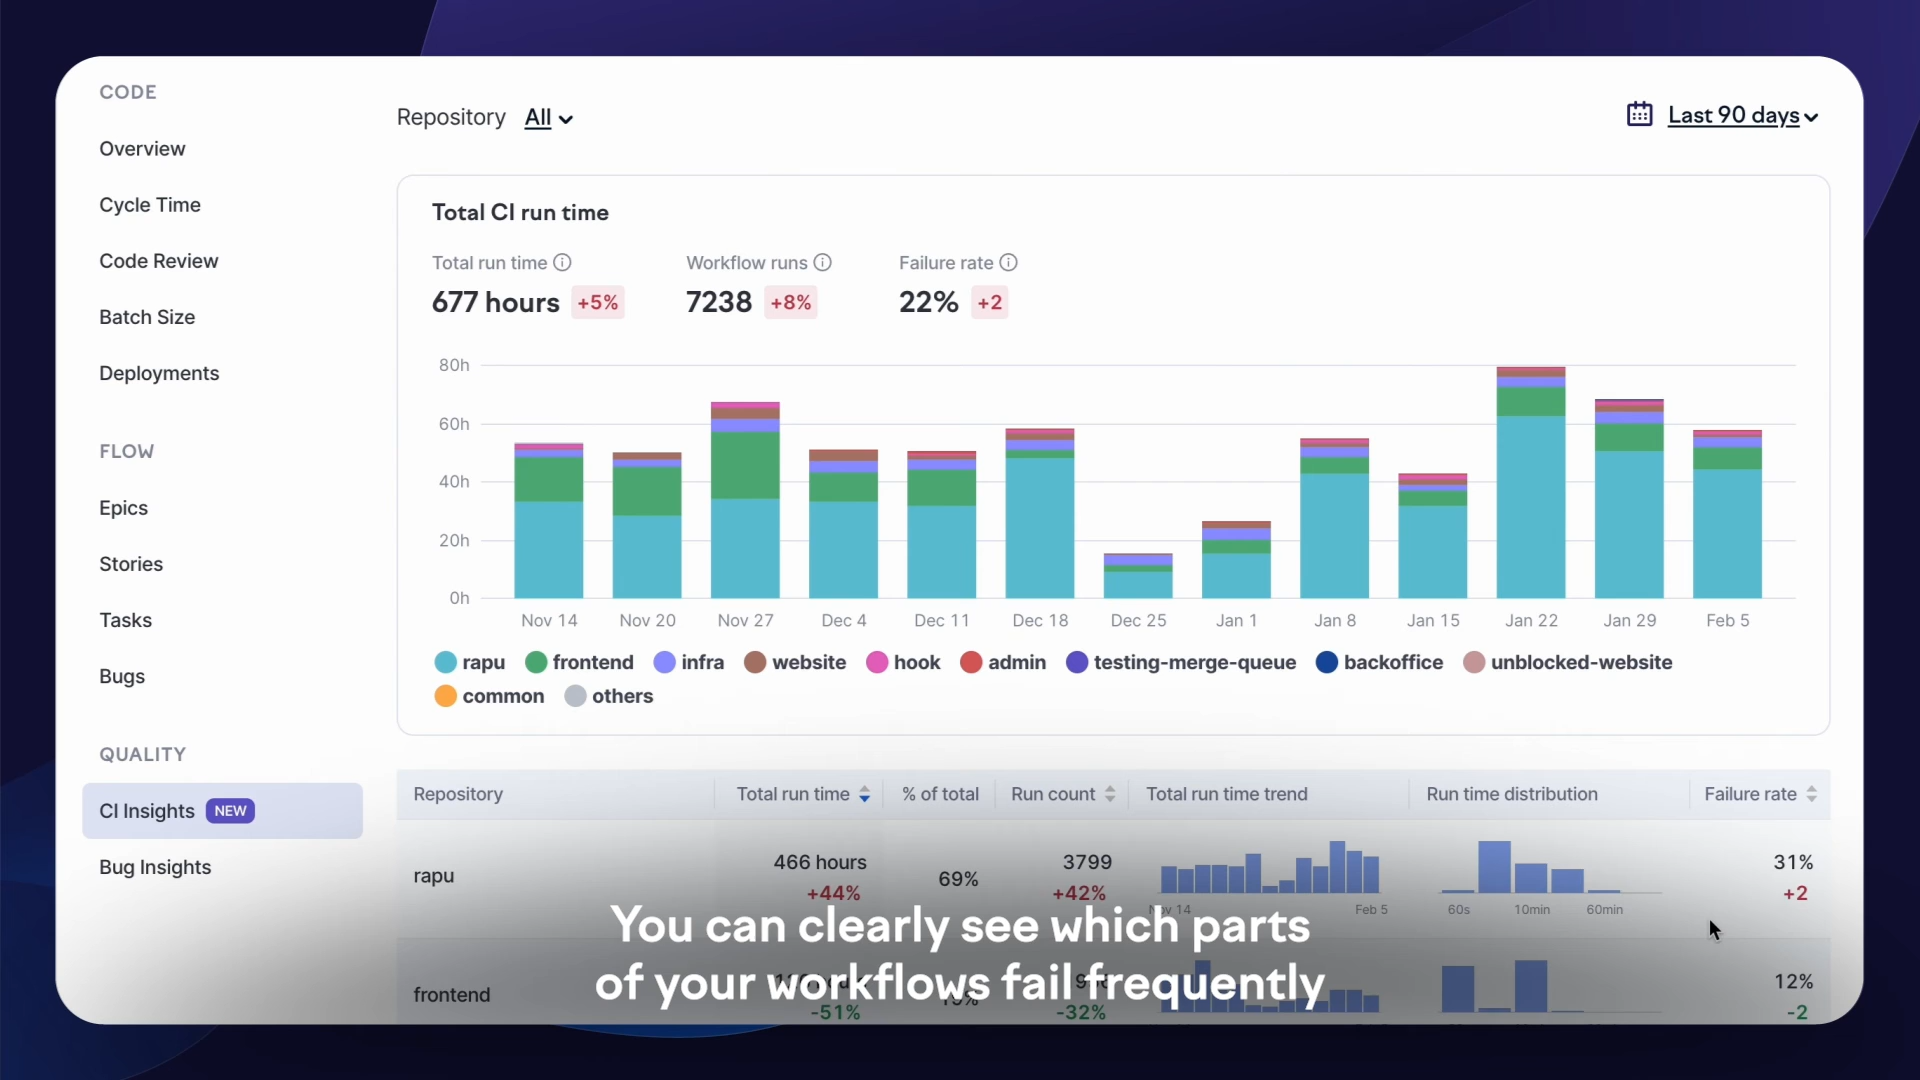 CODE
Overview
Cycle Time
Code Review
Batch Size
Deployments
FLOW
Epics
Stories
Tasks
Bugs
QUALITY
CI Insights NEW
Bug Insights
Repository All
Last 90 days
Total CI run time
Total run time Workflow runs Failure rate
677 hours +5% 7238 +8% 22% +2
80h
60h
40h
20h
0h
Nov 14 Nov 20 Nov 27 Dec 4 Dec 11 Dec 18 Dec 25 Jan 1 Jan 8 Jan 15 Jan 22 Jan 29 Feb 5
rapu frontend infra website hook admin testing-merge-queue backoffice unblocked-website
common others
Repository Total run time % of total Run count Total run time trend Run time distribution Failure rate
rapu 466 hours +44% 69% 3799 +42% 31% +2
Nov 14 Feb 5 60s 10min 60min
You can clearly see which parts
of your workflows fail frequently
frontend -51% -32% 12% -2